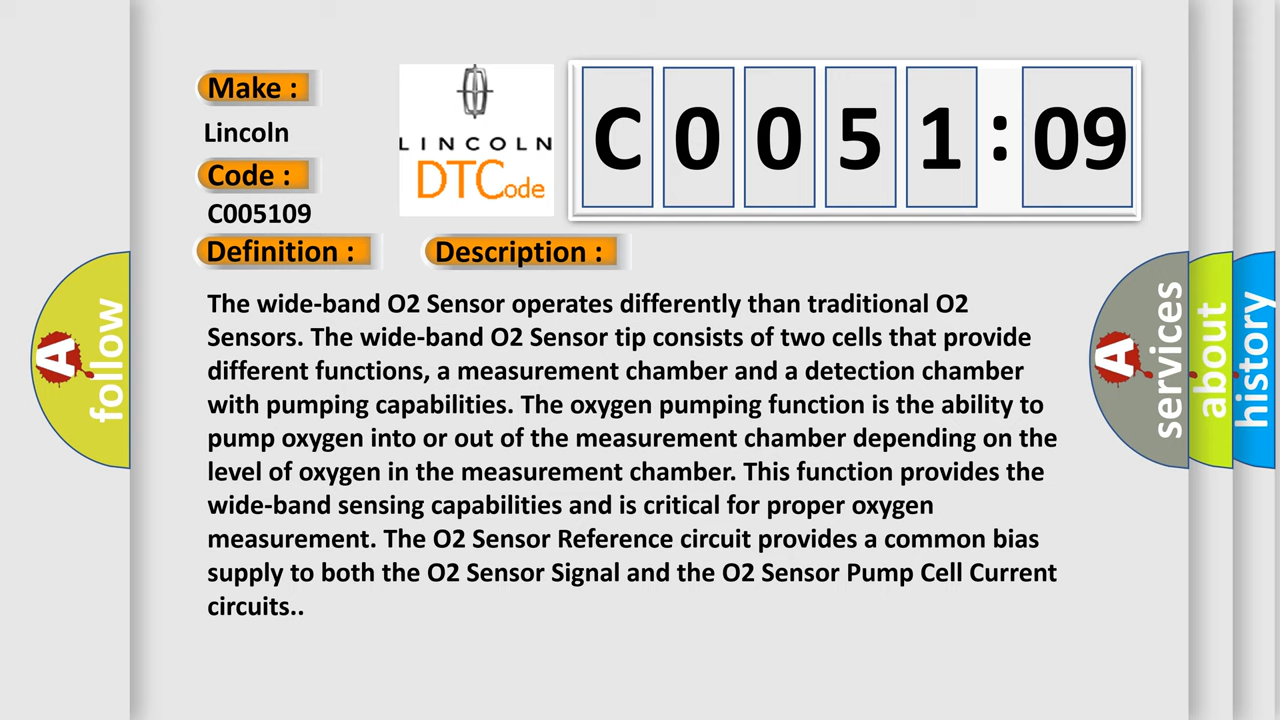 Make :
Lincoln
Code :
C005109
Definition :
Description :
LINCOLN
DTCode
C0051:09
The wide-band O2 Sensor operates differently than traditional O2
Sensors. The wide-band O2 Sensor tip consists of two cells that provide
different functions, a measurement chamber and a detection chamber
with pumping capabilities. The oxygen pumping function is the ability to
pump oxygen into or out of the measurement chamber depending on the
level of oxygen in the measurement chamber. This function provides the
wide-band sensing capabilities and is critical for proper oxygen
measurement. The O2 Sensor Reference circuit provides a common bias
supply to both the O2 Sensor Signal and the O2 Sensor Pump Cell Current
circuits..
A
follow
A
services
about
history